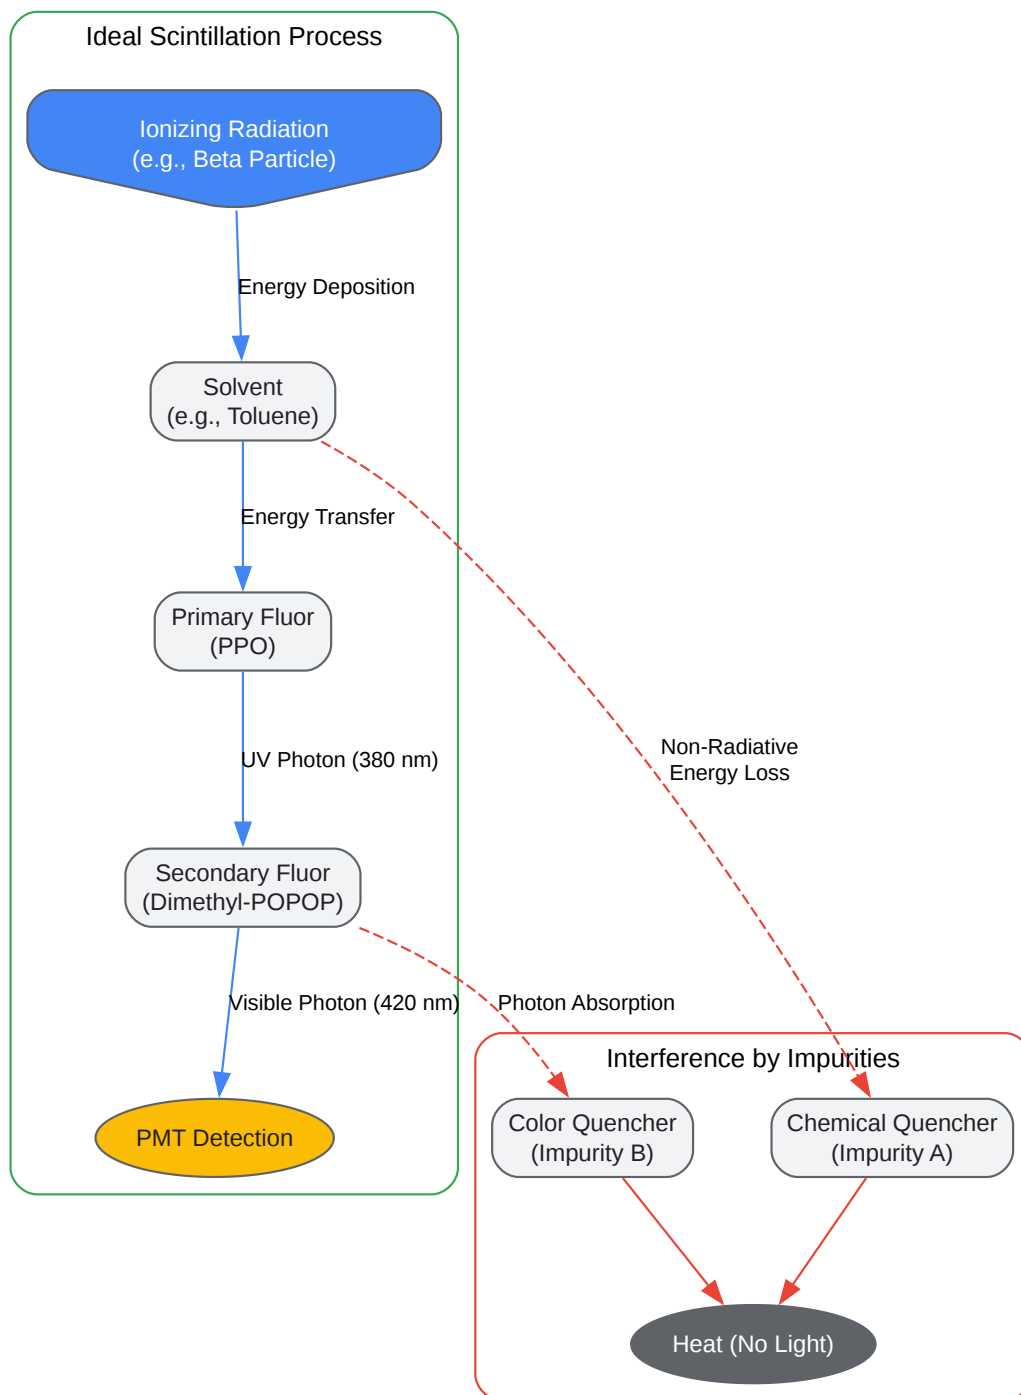 Ideal Scintillation Process
Ionizing Radiation
(e.g., Beta Particle)
Energy Deposition
Solvent
(e.g., Toluene)
Energy Transfer
Primary Fluor
(PPO)
UV Photon (380 nm)
Secondary Fluor
(Dimethyl-POPOP)
Visible Photon (420 nm)
PMT Detection
Non-Radiative
Energy Loss
Photon Absorption
Interference by Impurities
Color Quencher
(Impurity B)
Chemical Quencher
(Impurity A)
Heat (No Light)